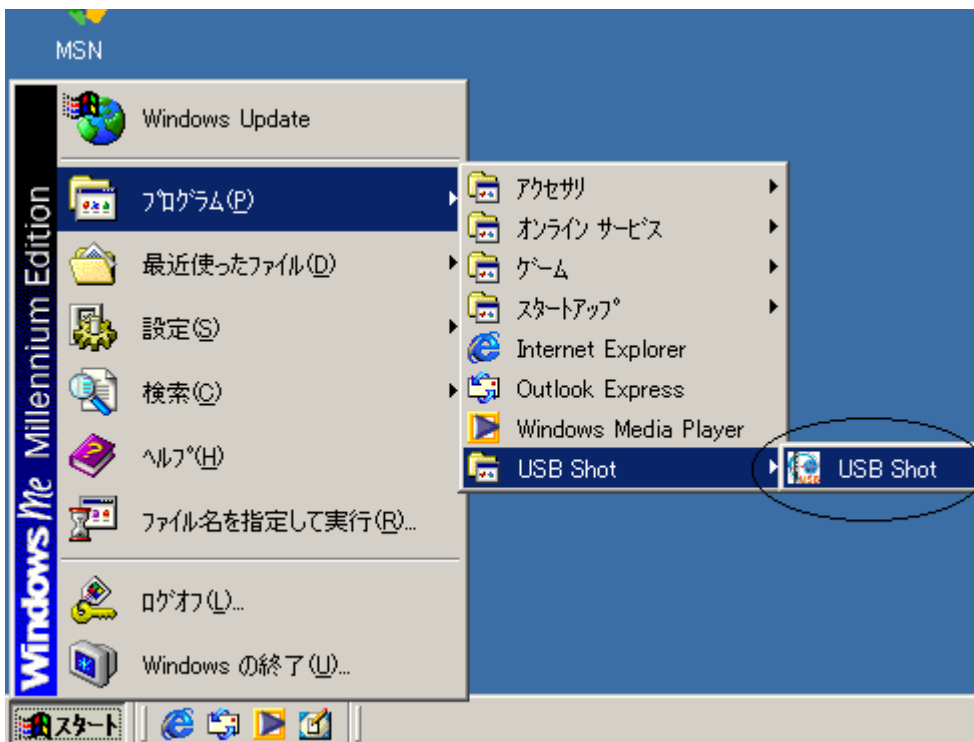 MSN
Windows Me Millennium Edition
Windows Update
プログラム(P)
最近使ったファイル(D)
設定(S)
検索(C)
ヘルプ(H)
ファイル名を指定して実行(R)...
ログオフ(L)...
Windows の終了(U)...
アクセサリ
オンライン サービス
ゲーム
スタートアップ
Internet Explorer
Outlook Express
Windows Media Player
USB Shot
USB Shot
スタート